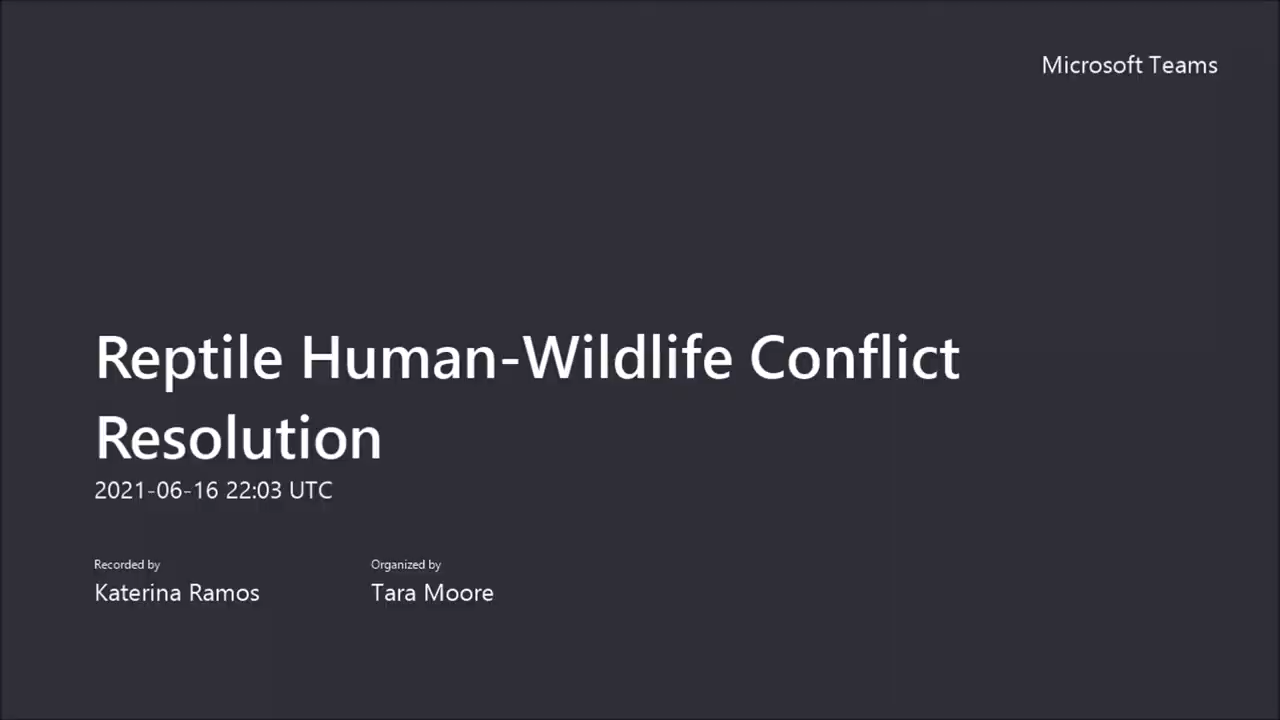 Microsoft Teams
Reptile Human-Wildlife Conflict
Resolution
2021-06-16 22:03 UTC
Recorded by
Katerina Ramos
Organized by
Tara Moore